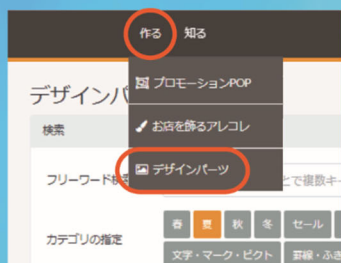 作る 知る
プロモーションPOP
デザインパ
お店を飾るアレコレ
検索
デザインパーツ
フリーワード検
とで複数キー
春 夏 秋 冬 セール
カテゴリの指定
文字・マーク・ピクト 罫線・ふき